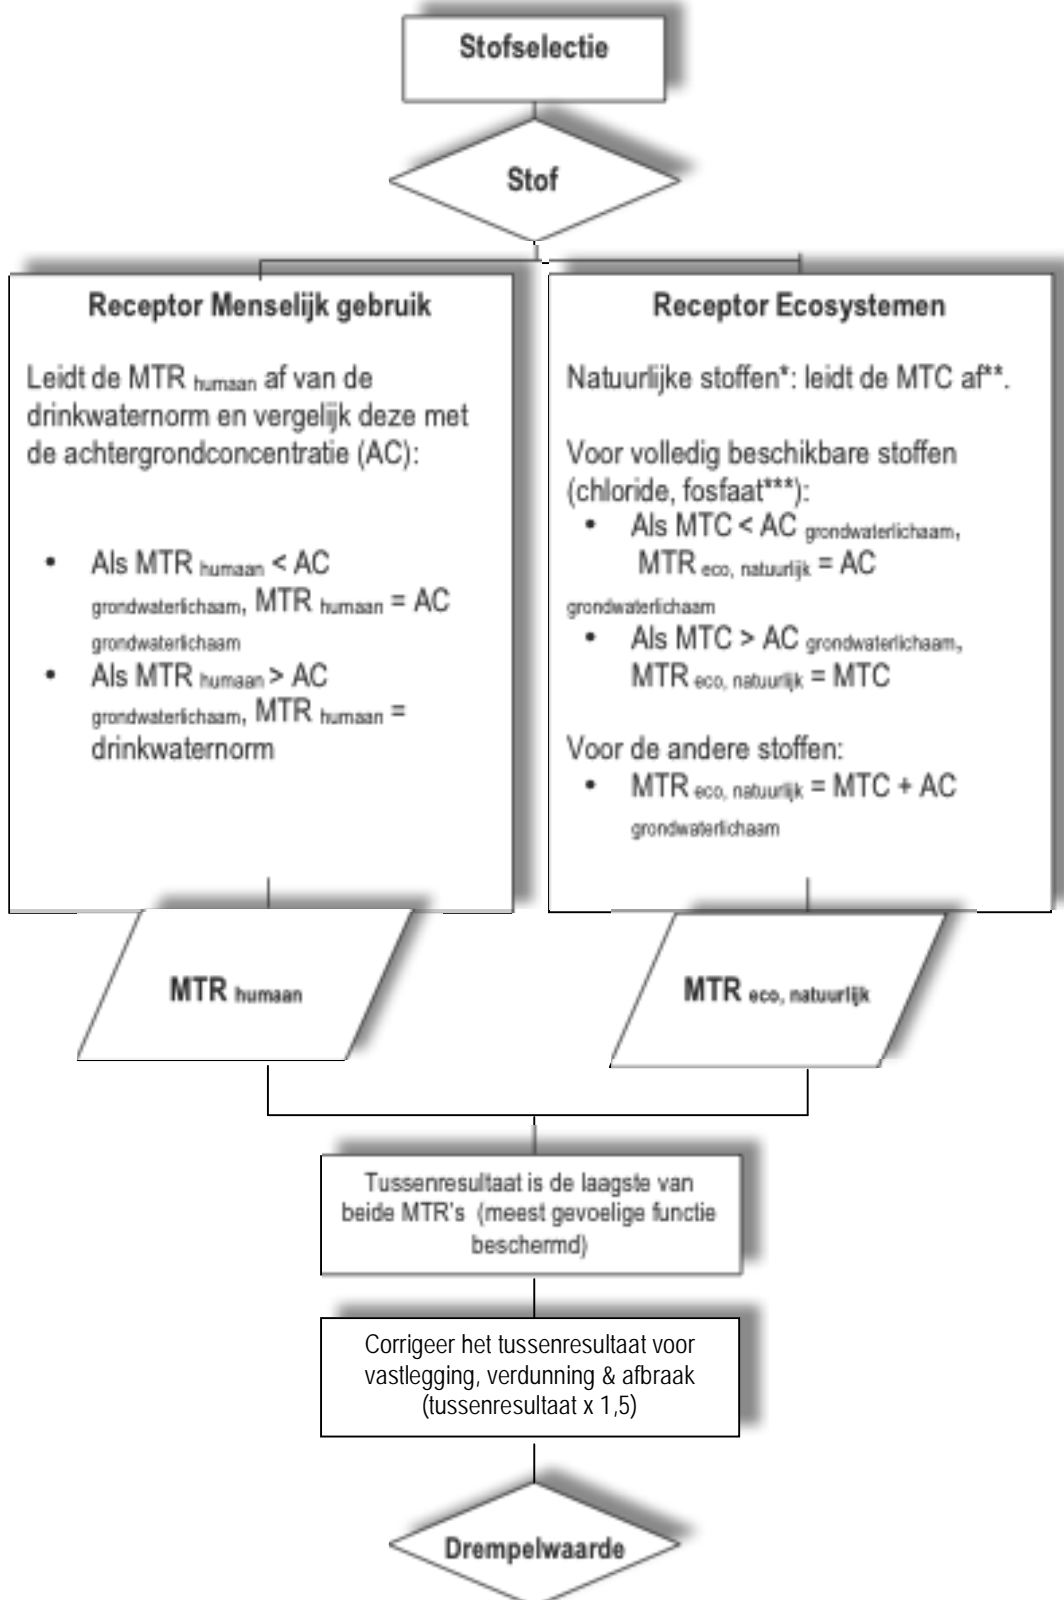 Stofselectie
Stof
Receptor Menselijk gebruik
Leidt de MTR humaan af van de
drinkwaternorm en vergelijk deze met
de achtergrondconcentratie (AC):
• Als MTR humaan < AC
grondwaterlichaam, MTR humaan = AC
grondwaterlichaam
• Als MTR humaan > AC
grondwaterlichaam, MTR humaan =
drinkwaternorm
Receptor Ecosystemen
Natuurlijke stoffen*: leidt de MTC af**.
Voor volledig beschikbare stoffen
(chloride, fosfaat***):
• Als MTC < AC grondwaterlichaam,
MTR eco, natuurlijk = AC
grondwaterlichaam
• Als MTC > AC grondwaterlichaam,
MTR eco, natuurlijk = MTC
Voor de andere stoffen:
• MTR eco, natuurlijk = MTC + AC
grondwaterlichaam
MTR humaan
MTR eco, natuurlijk
Tussenresultaat is de laagste van
beide MTR's (meest gevoelige functie
beschermd)
Corrigeer het tussenresultaat voor
vastlegging, verdunning & afbraak
(tussenresultaat x 1,5)
Drempelwaarde